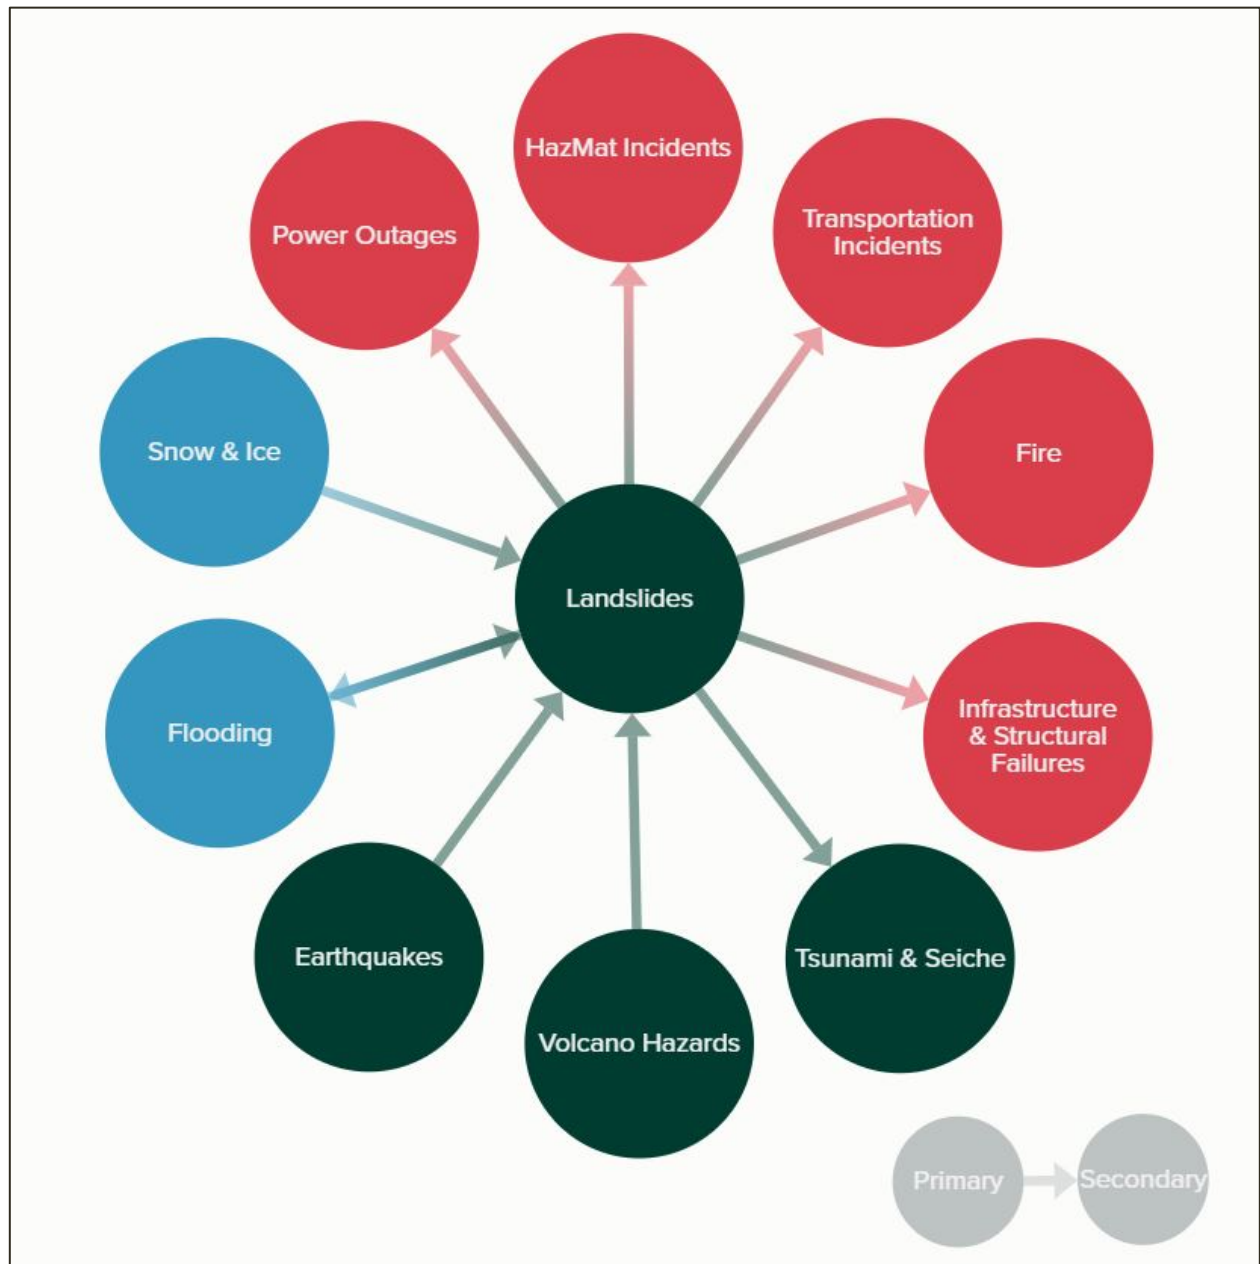 HazMat Incidents
Power Outages
Transportation
Incidents
Snow & Ice
Fire
Landslides
Flooding
Infrastructure
& Structural
Failures
Earthquakes
Tsunami & Seiche
Volcano Hazards
Primary
Secondary